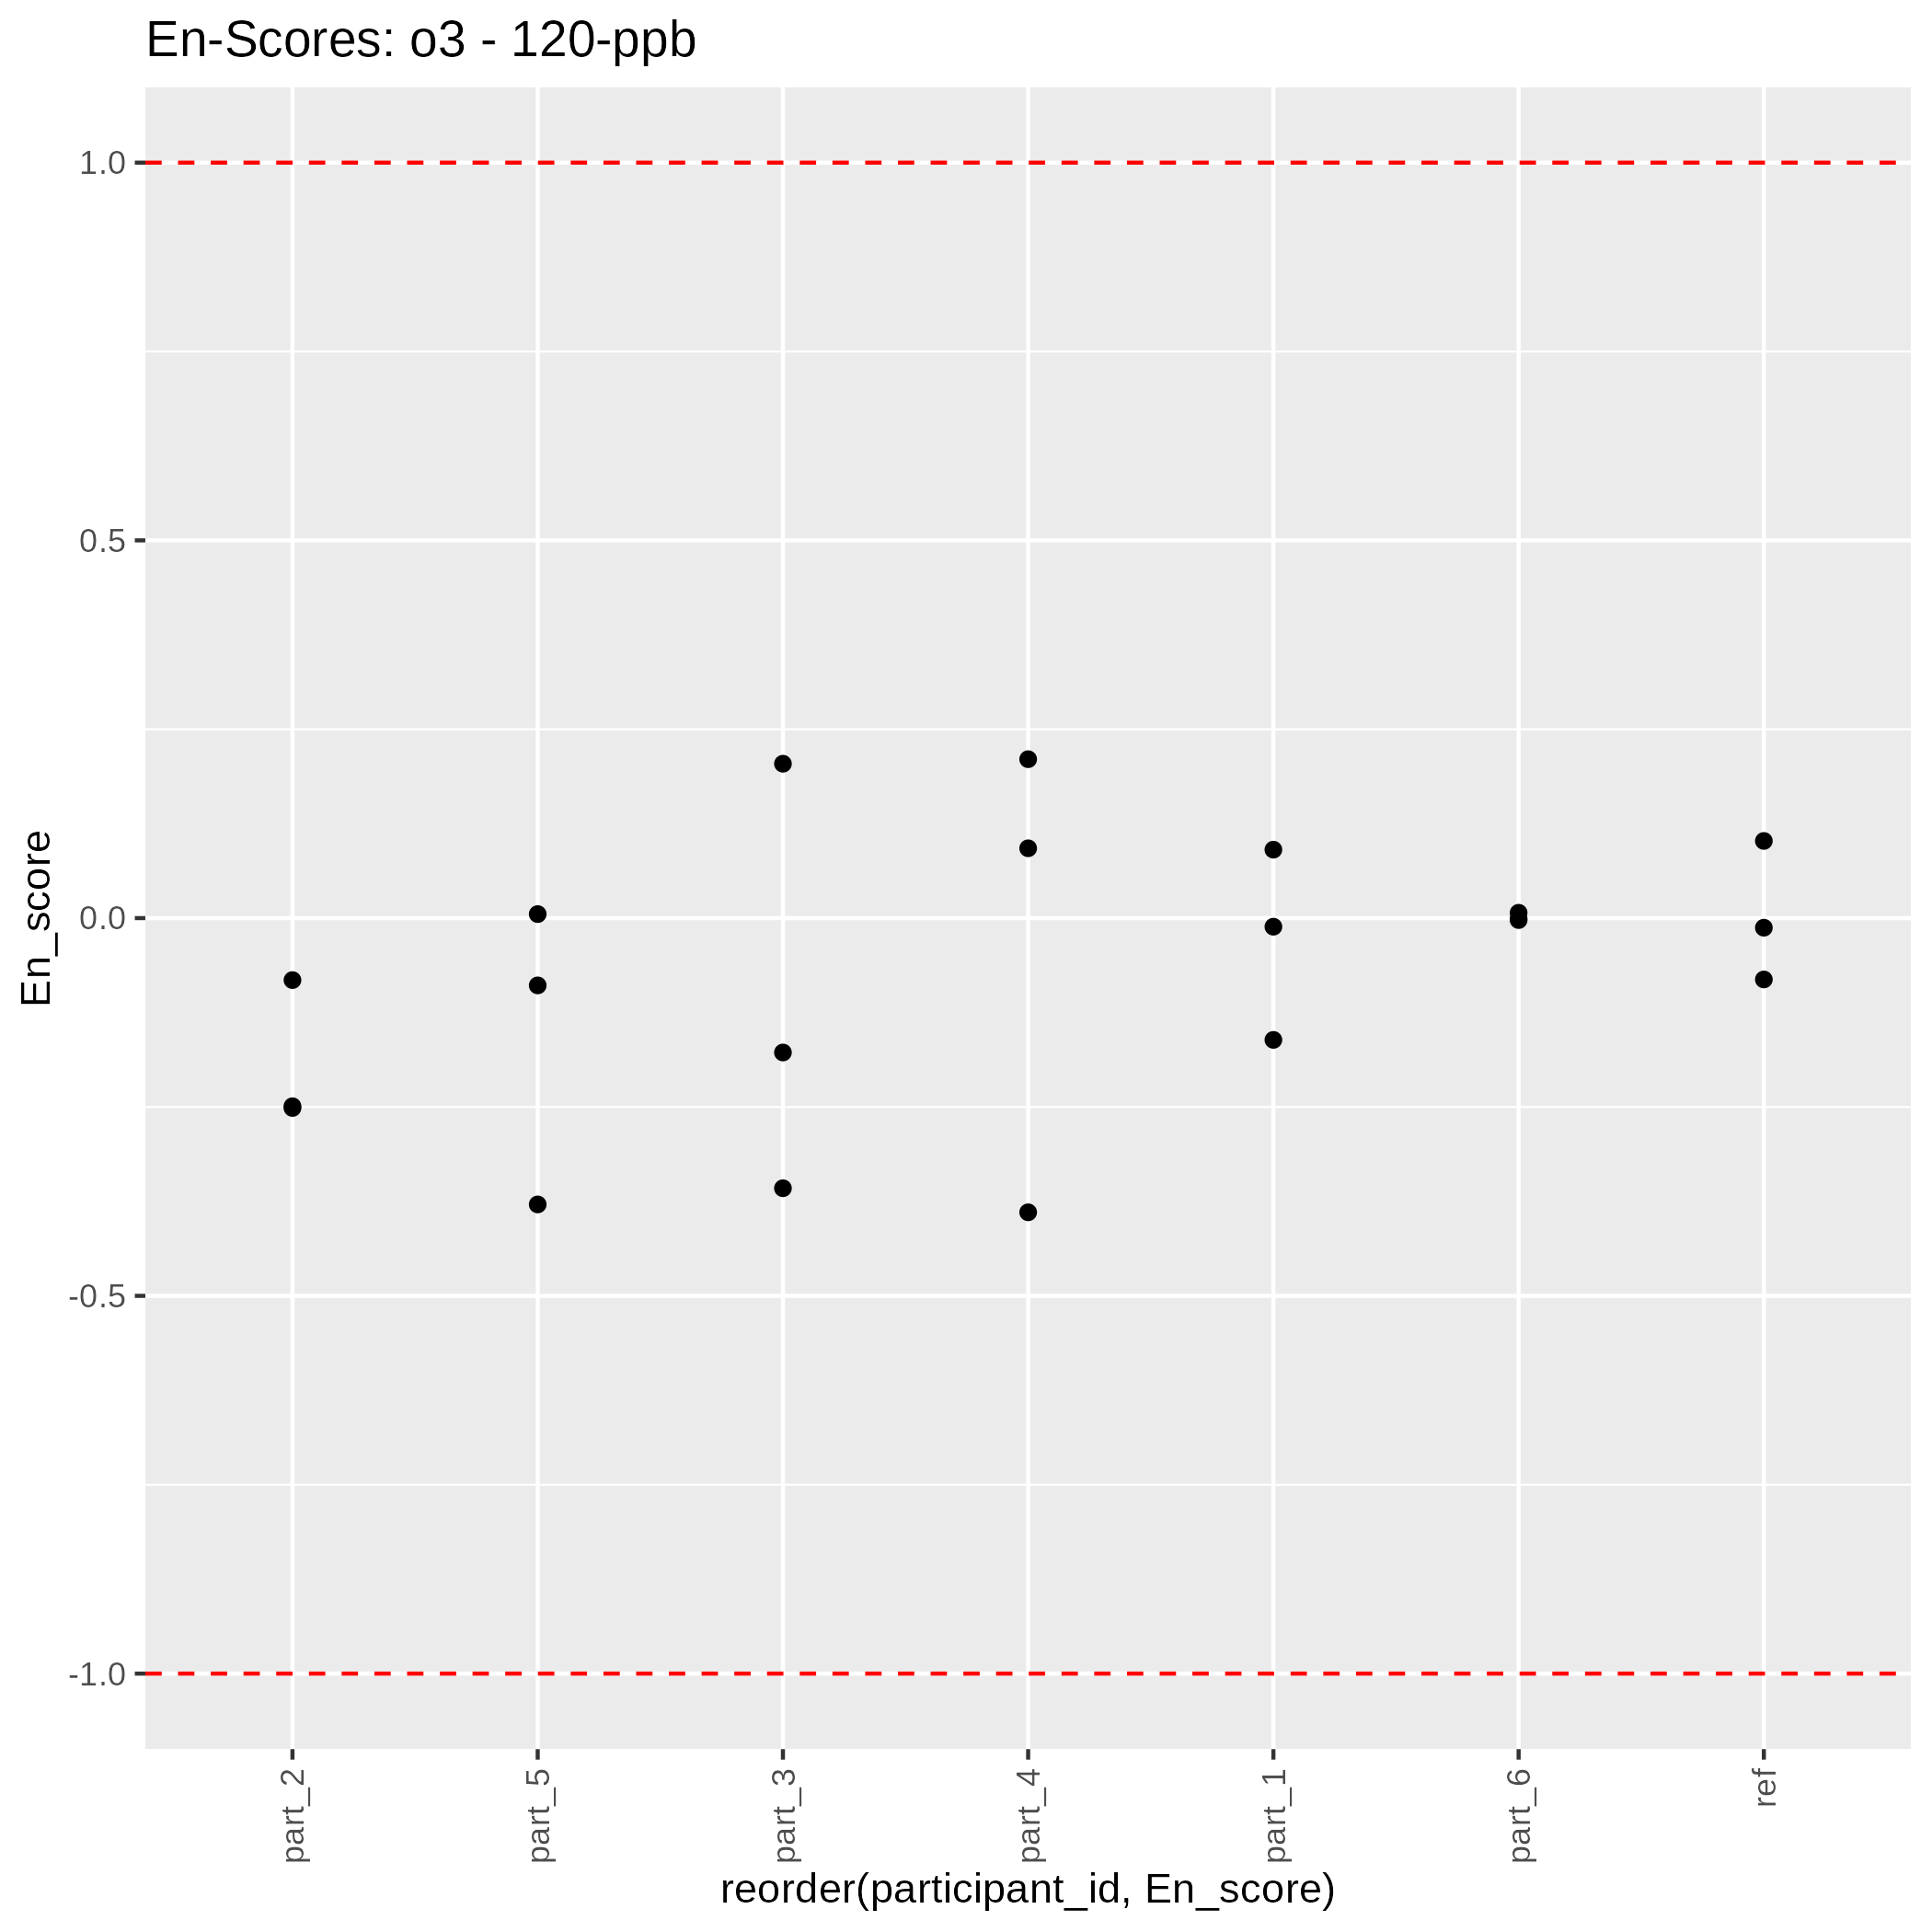 En-Scores: o3 - 120-ppb
1.0
0.5
0.0
-0.5
-1.0
En_score
part_2
part_5
part_3
part_4
part_1
part_6
ref
reorder(participant_id, En_score)